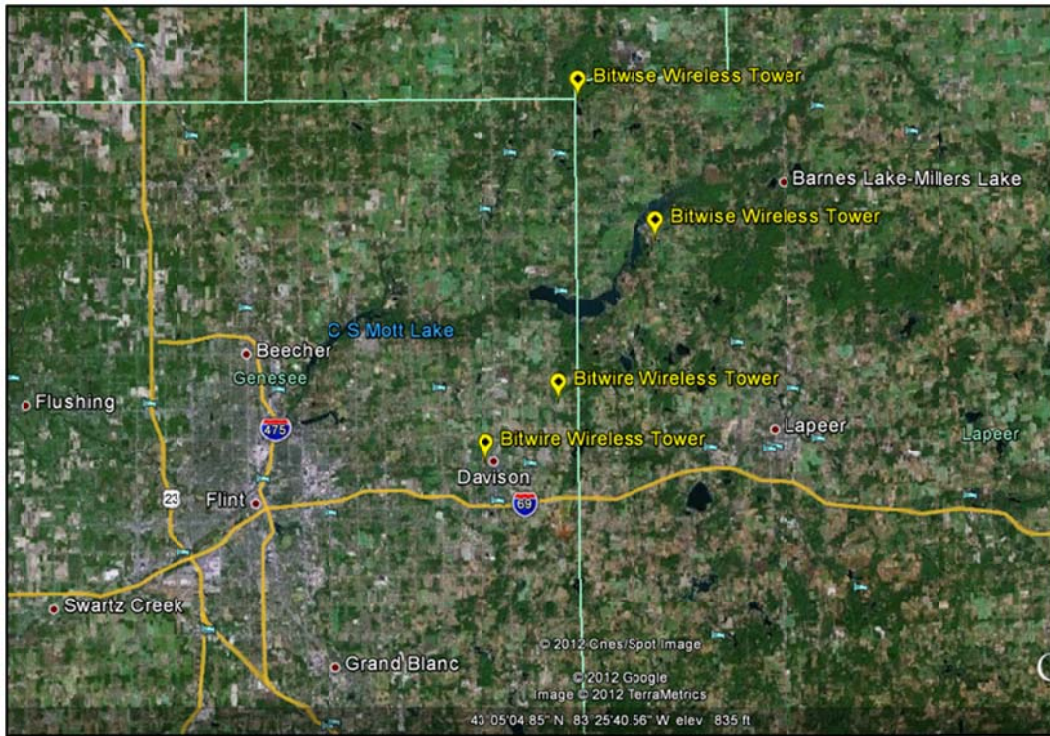 Bitwise Wireless Tower
Barnes Lake-Millers Lake
Bitwise Wireless Tower
C S Mott Lake
Beecher
Genesee
Bitwire Wireless Tower
Flushing
475
Lapeer
Lapeer
Bitwire Wireless Tower
Davison
23
Flint
69
Swartz Creek
© 2012 Cnes/Spot Image
Grand Blanc
© 2012 Google
Image © 2012 TerraMetrics
43°05'04.85" N 83°25'40.56" W elev 835 ft